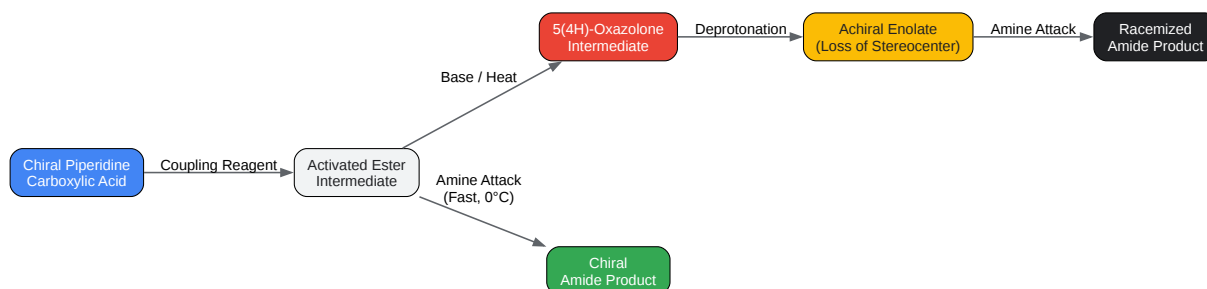 5(4H)-Oxazolone
Intermediate
Deprotonation
Achiral Enolate
(Loss of Stereocenter)
Amine Attack
Racemized
Amide Product
Base / Heat
Chiral Piperidine
Carboxylic Acid
Coupling Reagent
Activated Ester
Intermediate
Amine Attack
(Fast, 0°C)
Chiral
Amide Product